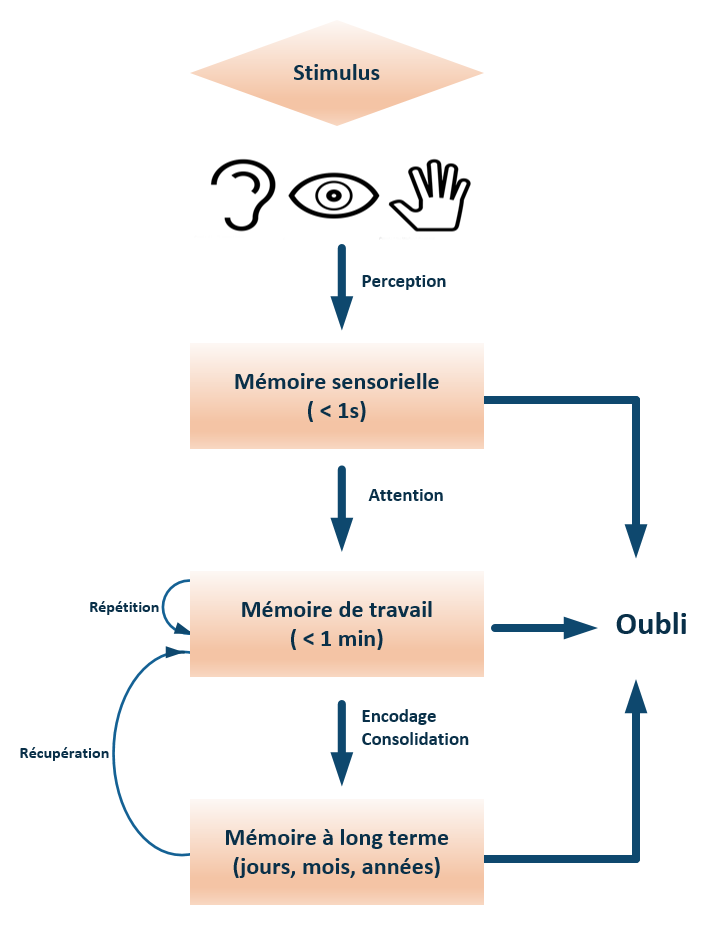 Stimulus
Perception
Mémoire sensorielle
( < 1s)
Attention
Répétition
Mémoire de travail
( < 1 min)
Oubli
Encodage
Consolidation
Récupération
Mémoire à long terme
(jours, mois, années)